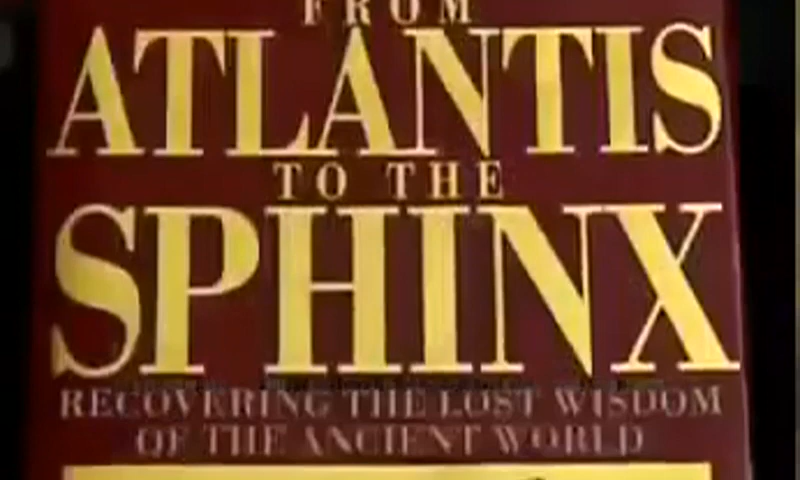 FROM
ATLANTIS
TO THE
SPHINX
RECOVERING THE LOST WISDOM
OF THE ANCIENT WORLD